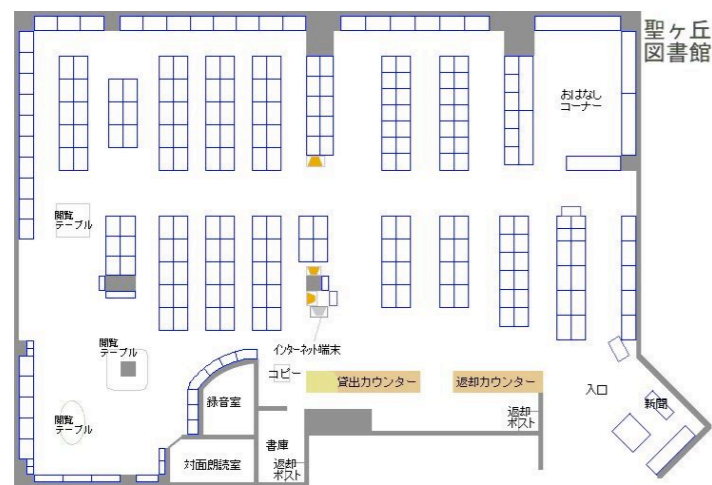 聖ヶ丘
図書館
おはなし
コーナー
閲覧
テーブル
インターネット端末
閲覧
テーブル
コピー
貸出カウンター
返却カウンター
入口
新聞
録音室
閲覧
テーブル
返却
ポスト
書庫
対面朗読室
返却
ポスト